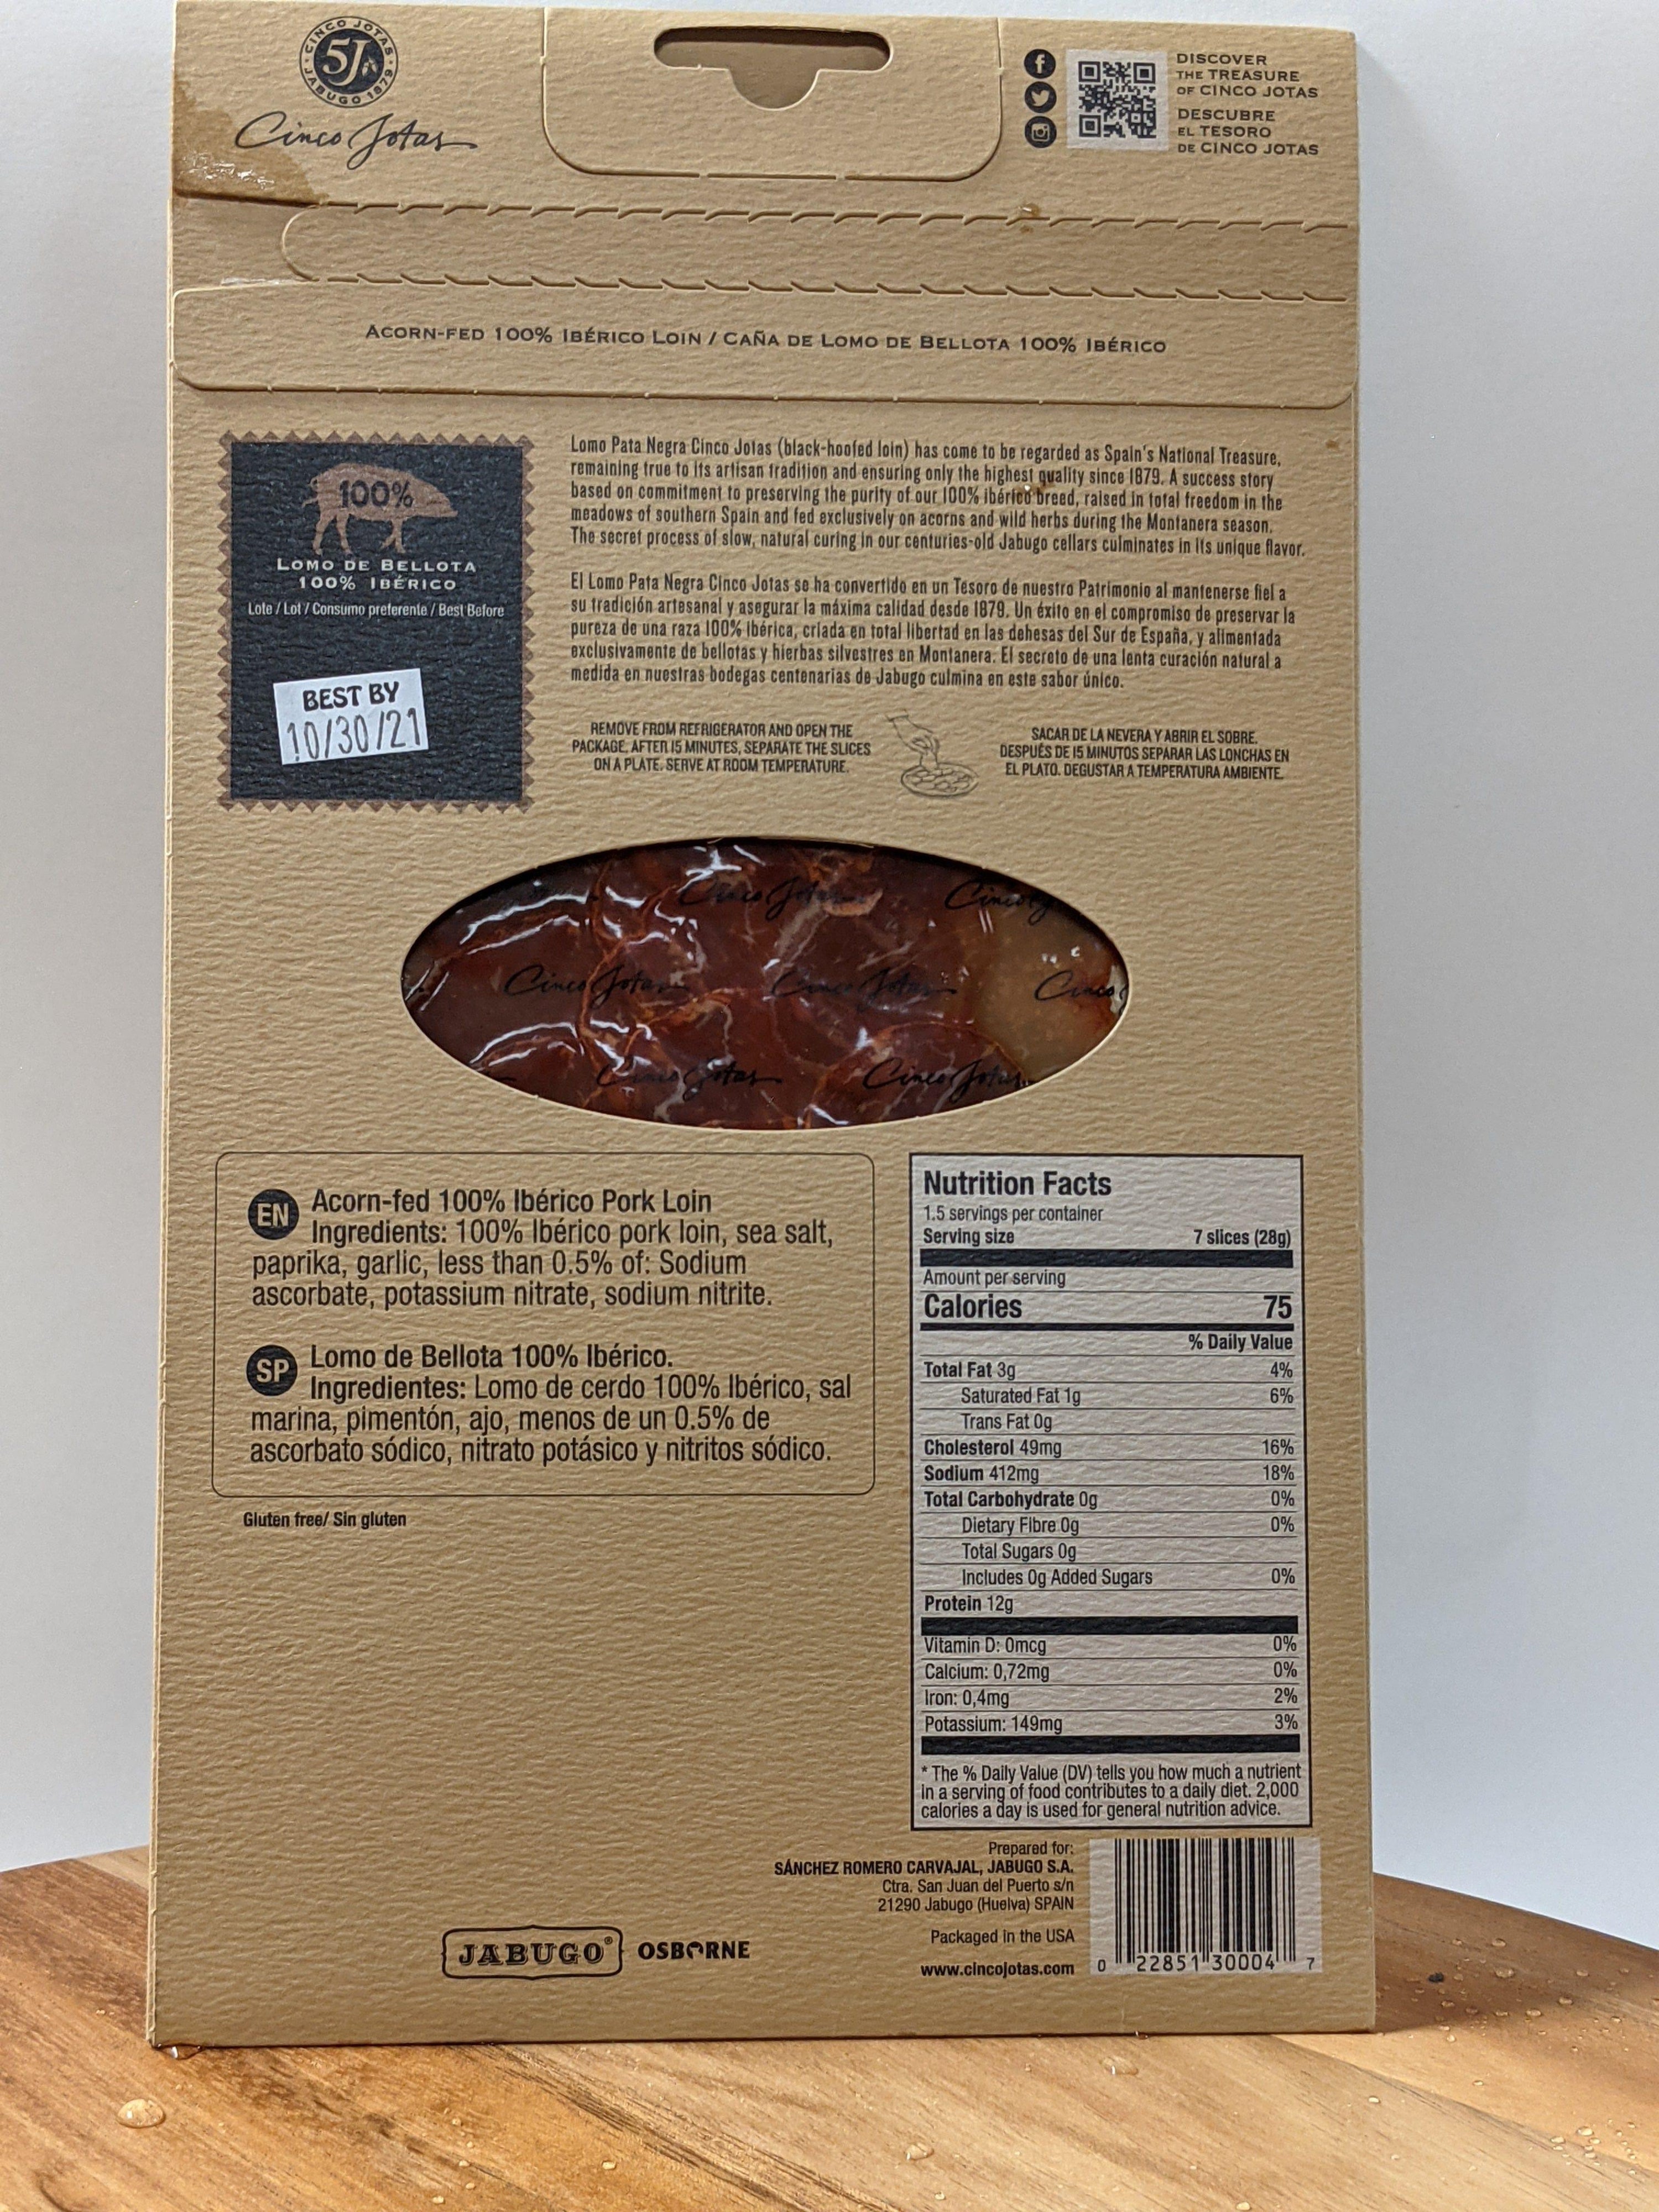 CINCO JOTAS
5J
JABUGO 1879
Cinco Jotas
DISCOVER
THE TREASURE
OF CINCO JOTAS
DESCUBRE
EL TESORO
DE CINCO JOTAS
ACORN-FED 100% IBÉRICO LOIN / CAÑA DE LOMO DE BELLOTA 100% IBÉRICO
100%
LOMO DE BELLOTA
100% IBÉRICO
Lote / Lot / Consumo preferente / Best Before
BEST BY
10/30/21
Lomo Pata Negra Cinco Jotas (black-hoofed loin) has come to be regarded as Spain's National Treasure,
remaining true to its artisan tradition and ensuring only the highest quality since 1879. A success story
based on commitment to preserving the purity of our 100% ibérico breed, raised in total freedom in the
meadows of southern Spain and fed exclusively on acorns and wild herbs during the Montanera season.
The secret process of slow, natural curing in our centuries-old Jabugo cellars culminates in its unique flavor.
El Lomo Pata Negra Cinco Jotas se ha convertido en un Tesoro de nuestro Patrimonio al mantenerse fiel a
su tradición artesanal y asegurar la máxima calidad desde 1879. Un éxito en el compromiso de preservar la
pureza de una raza 100% ibérica, criada en total libertad en las dehesas del Sur de España, y alimentada
exclusivamente de bellotas y hierbas silvestres en Montanera. El secreto de una lenta curación natural a
medida en nuestras bodegas centenarias de Jabugo culmina en este sabor único.
REMOVE FROM REFRIGERATOR AND OPEN THE
PACKAGE. AFTER 15 MINUTES, SEPARATE THE SLICES
ON A PLATE. SERVE AT ROOM TEMPERATURE.
SACAR DE LA NEVERA Y ABRIR EL SOBRE.
DESPUÉS DE 15 MINUTOS SEPARAR LAS LONCHAS EN
EL PLATO. DEGUSTAR A TEMPERATURA AMBIENTE.
Cinco Jotas Cinco J
Cinco Jotas Cinco Jotas Cinco
Cinco Jotas Cinco Jotas
EN Acorn-fed 100% Ibérico Pork Loin
Ingredients: 100% Ibérico pork loin, sea salt,
paprika, garlic, less than 0.5% of: Sodium
ascorbate, potassium nitrate, sodium nitrite.
SP Lomo de Bellota 100% Ibérico.
Ingredientes: Lomo de cerdo 100% Ibérico, sal
marina, pimentón, ajo, menos de un 0.5% de
ascorbato sódico, nitrato potásico y nitritos sódico.
Gluten free/ Sin gluten
Nutrition Facts
1.5 servings per container
Serving size 7 slices (28g)
Amount per serving
Calories 75
% Daily Value
Total Fat 3g 4%
Saturated Fat 1g 6%
Trans Fat 0g
Cholesterol 49mg 16%
Sodium 412mg 18%
Total Carbohydrate 0g 0%
Dietary Fibre 0g 0%
Total Sugars 0g
Includes 0g Added Sugars 0%
Protein 12g
Vitamin D: 0mcg 0%
Calcium: 0,72mg 0%
Iron: 0,4mg 2%
Potassium: 149mg 3%
* The % Daily Value (DV) tells you how much a nutrient
in a serving of food contributes to a daily diet. 2,000
calories a day is used for general nutrition advice.
Prepared for:
SÁNCHEZ ROMERO CARVAJAL, JABUGO S.A.
Ctra. San Juan del Puerto s/n
21290 Jabugo (Huelva) SPAIN
Packaged in the USA
www.cincojotas.com
0 22851 30004 7
JABUGO® OSBORNE